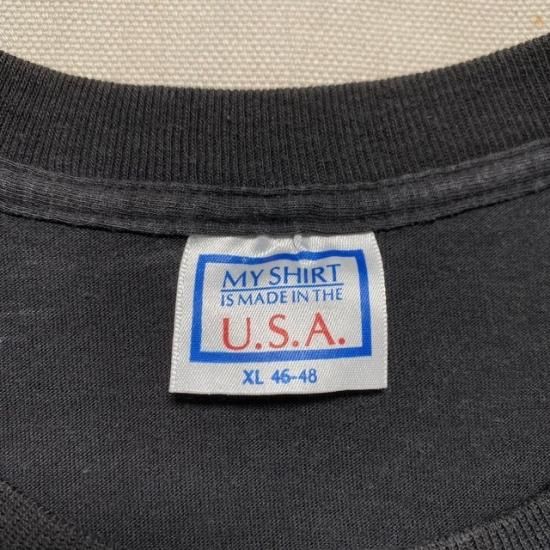 MY SHIRT
IS MADE IN THE
U.S.A.
XL 46-48